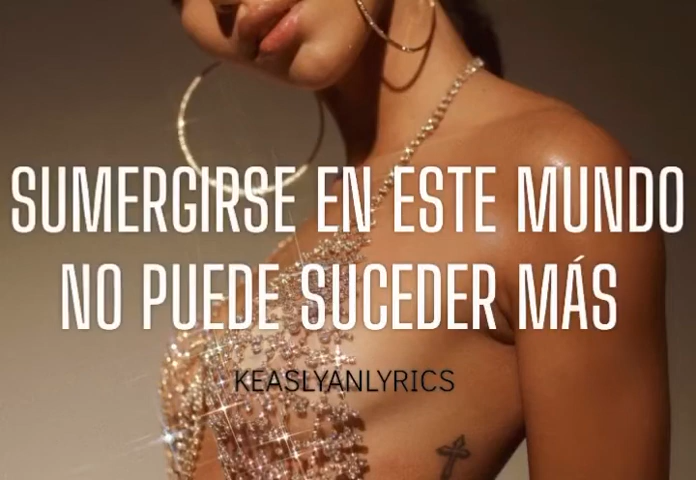 SUMERGIRSE EN ESTE MUNDO
NO PUEDE SUCEDER MÁS
KEASLYANLYRICS